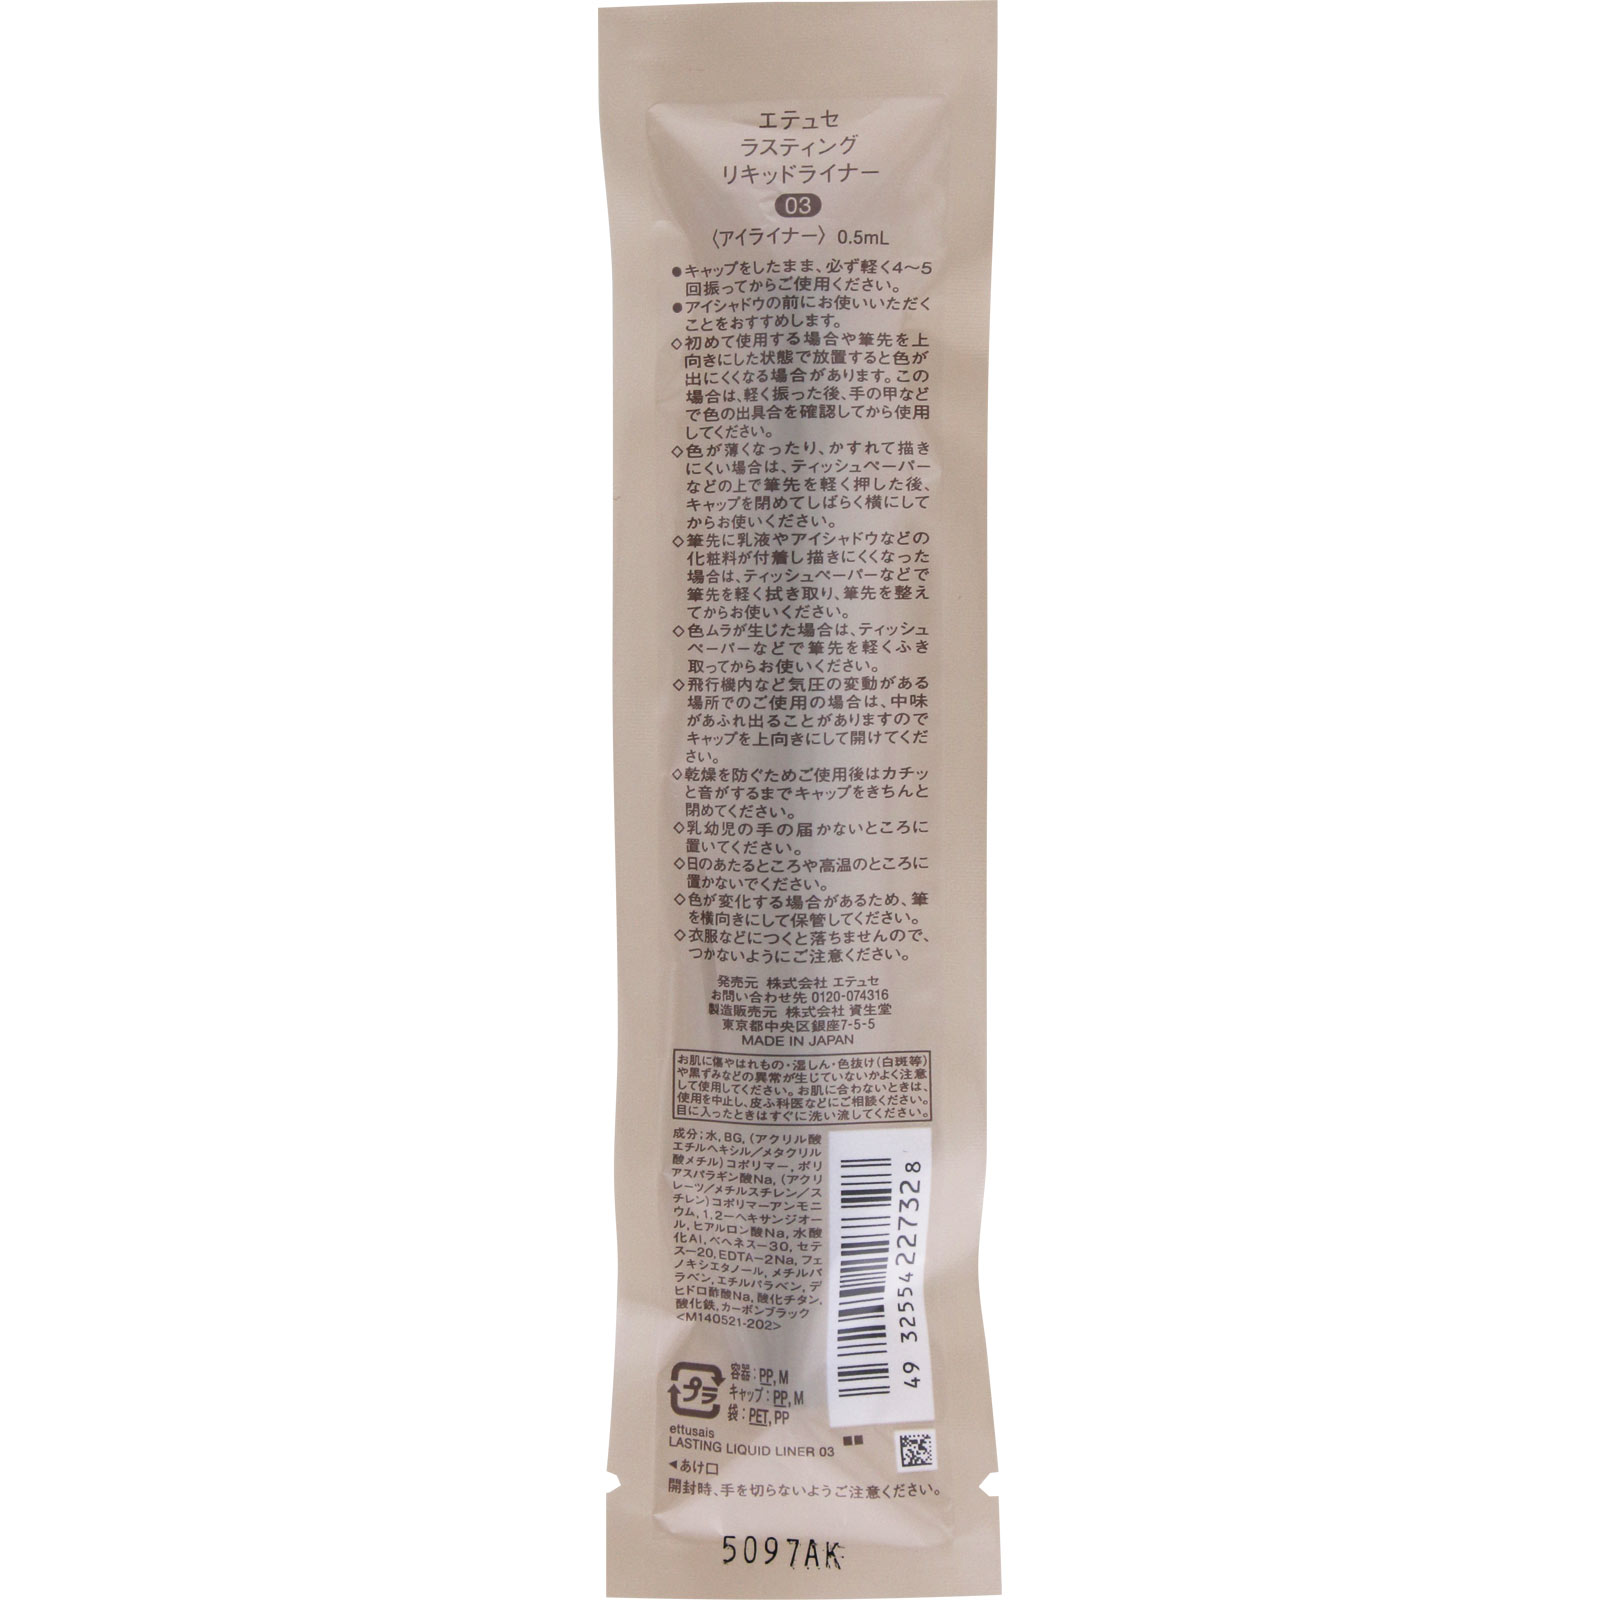 エテュセ
ラスティング
リキッドライナー
03
〈アイライナー〉 0.5mL
●キャップをしたまま、必ず軽く4〜5
回振ってからご使用ください。
●アイシャドウの前にお使いいただく
ことをおすすめします。
◇初めて使用する場合や筆先を上
向きにした状態で放置すると色が
出にくくなる場合があります。この
場合は、軽く振った後、手の甲など
で色の出具合を確認してから使用
してください。
◇色が薄くなったり、かすれて描き
にくい場合は、ティッシュペーパー
などの上で筆先を軽く押した後、
キャップを閉めてしばらく横にして
からお使いください。
◇筆先に乳液やアイシャドウなどの
化粧料が付着し描きにくくなった
場合は、ティッシュペーパーなどで
筆先を軽く拭き取り、筆先を整え
てからお使いください。
◇色ムラが生じた場合は、ティッシュ
ペーパーなどで筆先を軽くふき
取ってからお使いください。
◇飛行機内など気圧の変動がある
場所でのご使用の場合は、中味
があふれ出ることがありますので
キャップを上向きにして開けてくだ
さい。
◇乾燥を防ぐためご使用後はカチッ
と音がするまでキャップをきちんと
閉めてください。
◇乳幼児の手の届かないところに
置いてください。
◇日のあたるところや高温のところに
置かないでください。
◇色が変化する場合があるため、筆
を横向きにして保管してください。
◇衣服などにつくと落ちませんので、
つかないようにご注意ください。
発売元 株式会社 エテュセ
お問い合わせ先 0120-074316
製造販売元 株式会社 資生堂
東京都中央区銀座7-5-5
MADE IN JAPAN
お肌に傷やはれもの・湿しん・色抜け(白斑等)
や黒ずみなどの異常が生じていないかよく注意
して使用してください。お肌に合わないときは、
使用を中止し、皮ふ科医などにご相談ください。
目に入ったときはすぐに洗い流してください。
成分:水,BG,(アクリル酸
エチルヘキシル/メタクリル
酸メチル)コポリマー,ポリ
アスパラギン酸Na,(アクリ
レーツ/メチルスチレン/ス
チレン)コポリマーアンモニ
ウム,1,2-ヘキサンジオー
ル,ヒアルロン酸Na,水酸
化Al,ベヘネス-30,セテ
ス-20,EDTA-2Na,フェ
ノキシエタノール,メチルパ
ラベン,エチルパラベン,デ
ヒドロ酢酸Na,酸化チタン,
酸化鉄,カーボンブラック
<M140521-202>
49 32554227328
プラ
容器:PP,M
キャップ:PP,M
袋:PET,PP
ettusais
LASTING LIQUID LINER 03
◀あけ口
開封時、手を切らないようご注意ください。
5097AK